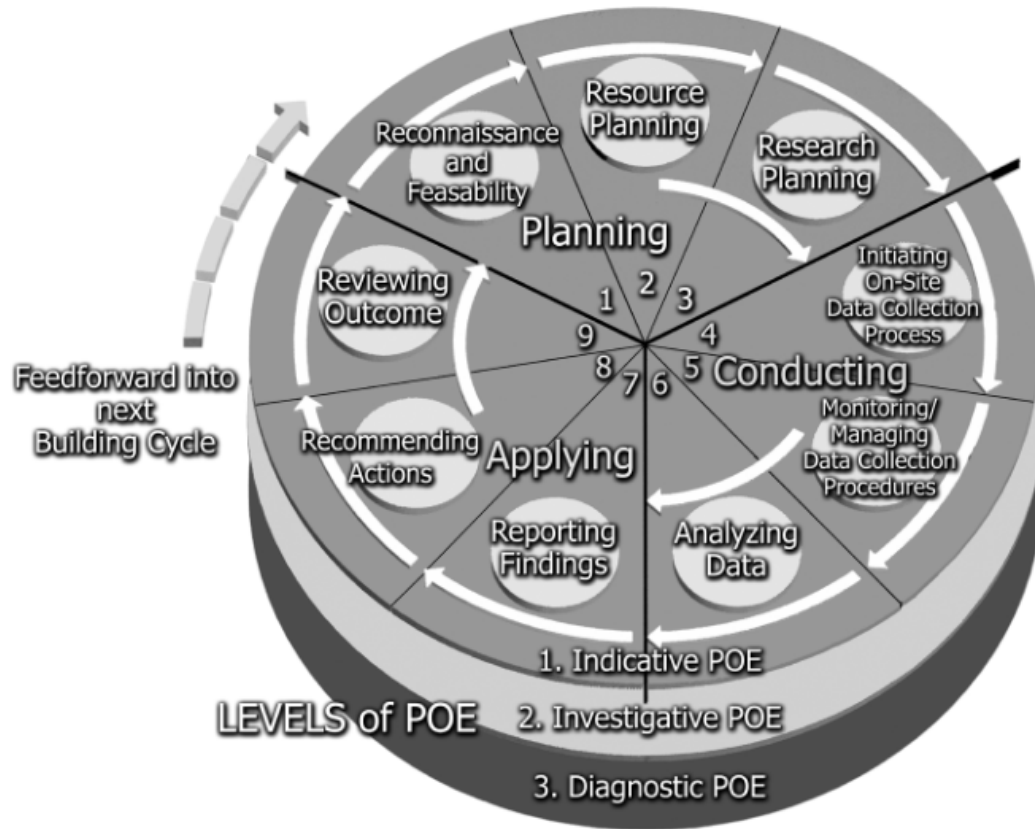 Resource
Planning
Reconnaissance
and
Feasability
Research
Planning
Planning
Initiating
On-Site
Data Collection
Process
Reviewing
Outcome
1
2
3
9
4
8
7
6
5
Conducting
Feedforward into
next
Building Cycle
Monitoring/
Managing
Data Collection
Procedures
Recommending
Actions
Applying
Reporting
Findings
Analyzing
Data
1. Indicative POE
LEVELS of POE
2. Investigative POE
3. Diagnostic POE